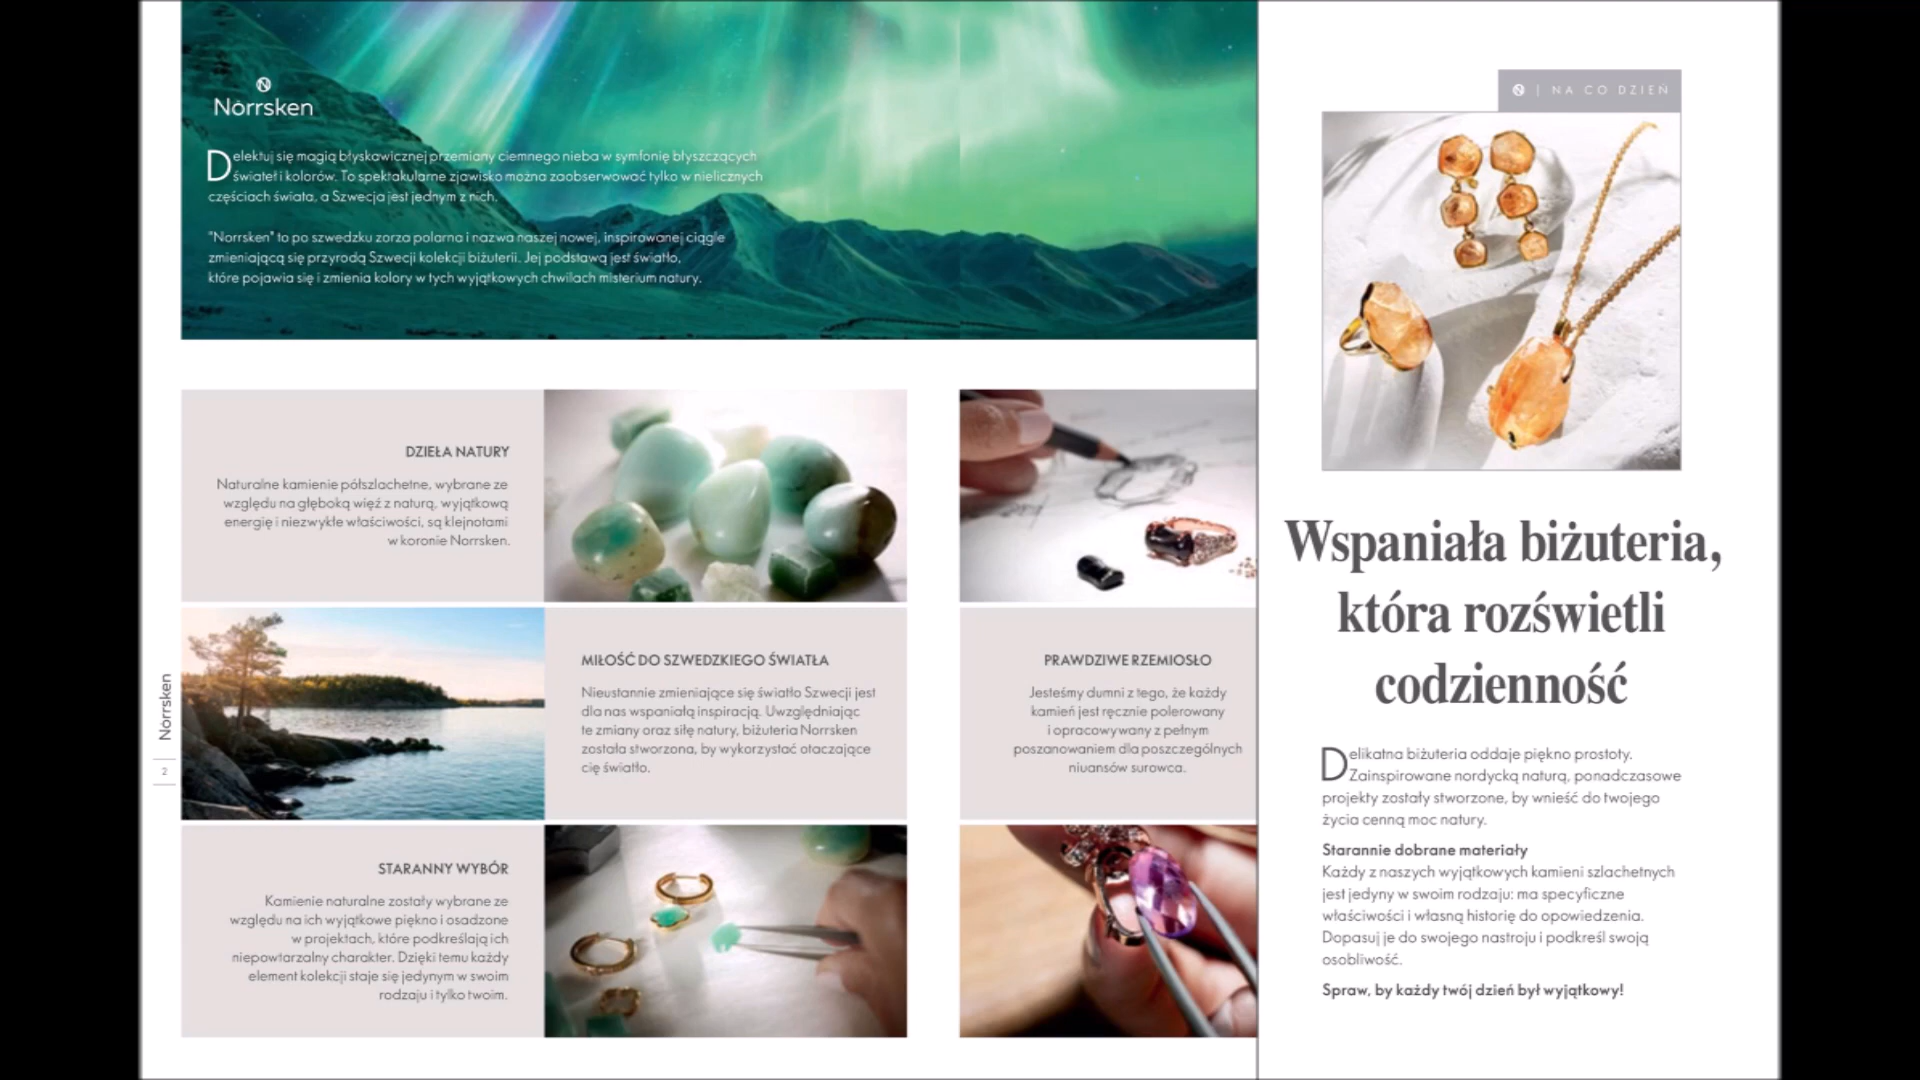 Norrsken
Delektuj się magią błyskawicznej przemiany ciemnego nieba w symfonię błyszczących
świateł i kolorów. To spektakularne zjawisko można zaobserwować tylko w nielicznych
częściach świata, a Szwecja jest jednym z nich.
"Norrsken" to po szwedzku zorza polarna i nazwa naszej nowej, inspirowanej ciągle
zmieniającą się przyrodą Szwecji kolekcji biżuterii. Jej podstawą jest światło,
które pojawia się i zmienia kolory w tych wyjątkowych chwilach misterium natury.
DZIEŁA NATURY
Naturalne kamienie półszlachetne, wybrane ze
względu na głęboką więź z naturą, wyjątkową
energię i niezwykłe właściwości, są klejnotami
w koronie Norrsken.
MIŁOŚĆ DO SZWEDZKIEGO ŚWIATŁA
Nieustannie zmieniające się światło Szwecji jest
dla nas wspaniałą inspiracją. Uwzględniając
te zmiany oraz siłę natury, biżuteria Norrsken
została stworzona, by wykorzystać otaczające
cię światło.
STARANNY WYBÓR
Kamienie naturalne zostały wybrane ze
względu na ich wyjątkowe piękno i osadzone
w projektach, które podkreślają ich
niepowtarzalny charakter. Dzięki temu każdy
element kolekcji staje się jedynym w swoim
rodzaju i tylko twoim.
Norrsken
2
PRAWDZIWE RZEMIOSŁO
Jesteśmy dumni z tego, że każdy
kamień jest ręcznie polerowany
i opracowywany z pełnym
poszanowaniem dla poszczególnych
niuansów surowca.
| NA CO DZIEŃ
Wspaniała biżuteria,
która rozświetli
codzienność
Delikatna biżuteria oddaje piękno prostoty.
Zainspirowane nordycką naturą, ponadczasowe
projekty zostały stworzone, by wnieść do twojego
życia cenną moc natury.
Starannie dobrane materiały
Każdy z naszych wyjątkowych kamieni szlachetnych
jest jedyny w swoim rodzaju: ma specyficzne
właściwości i własną historię do opowiedzenia.
Dopasuj je do swojego nastroju i podkreśl swoją
osobliwość.
Spraw, by każdy twój dzień był wyjątkowy!